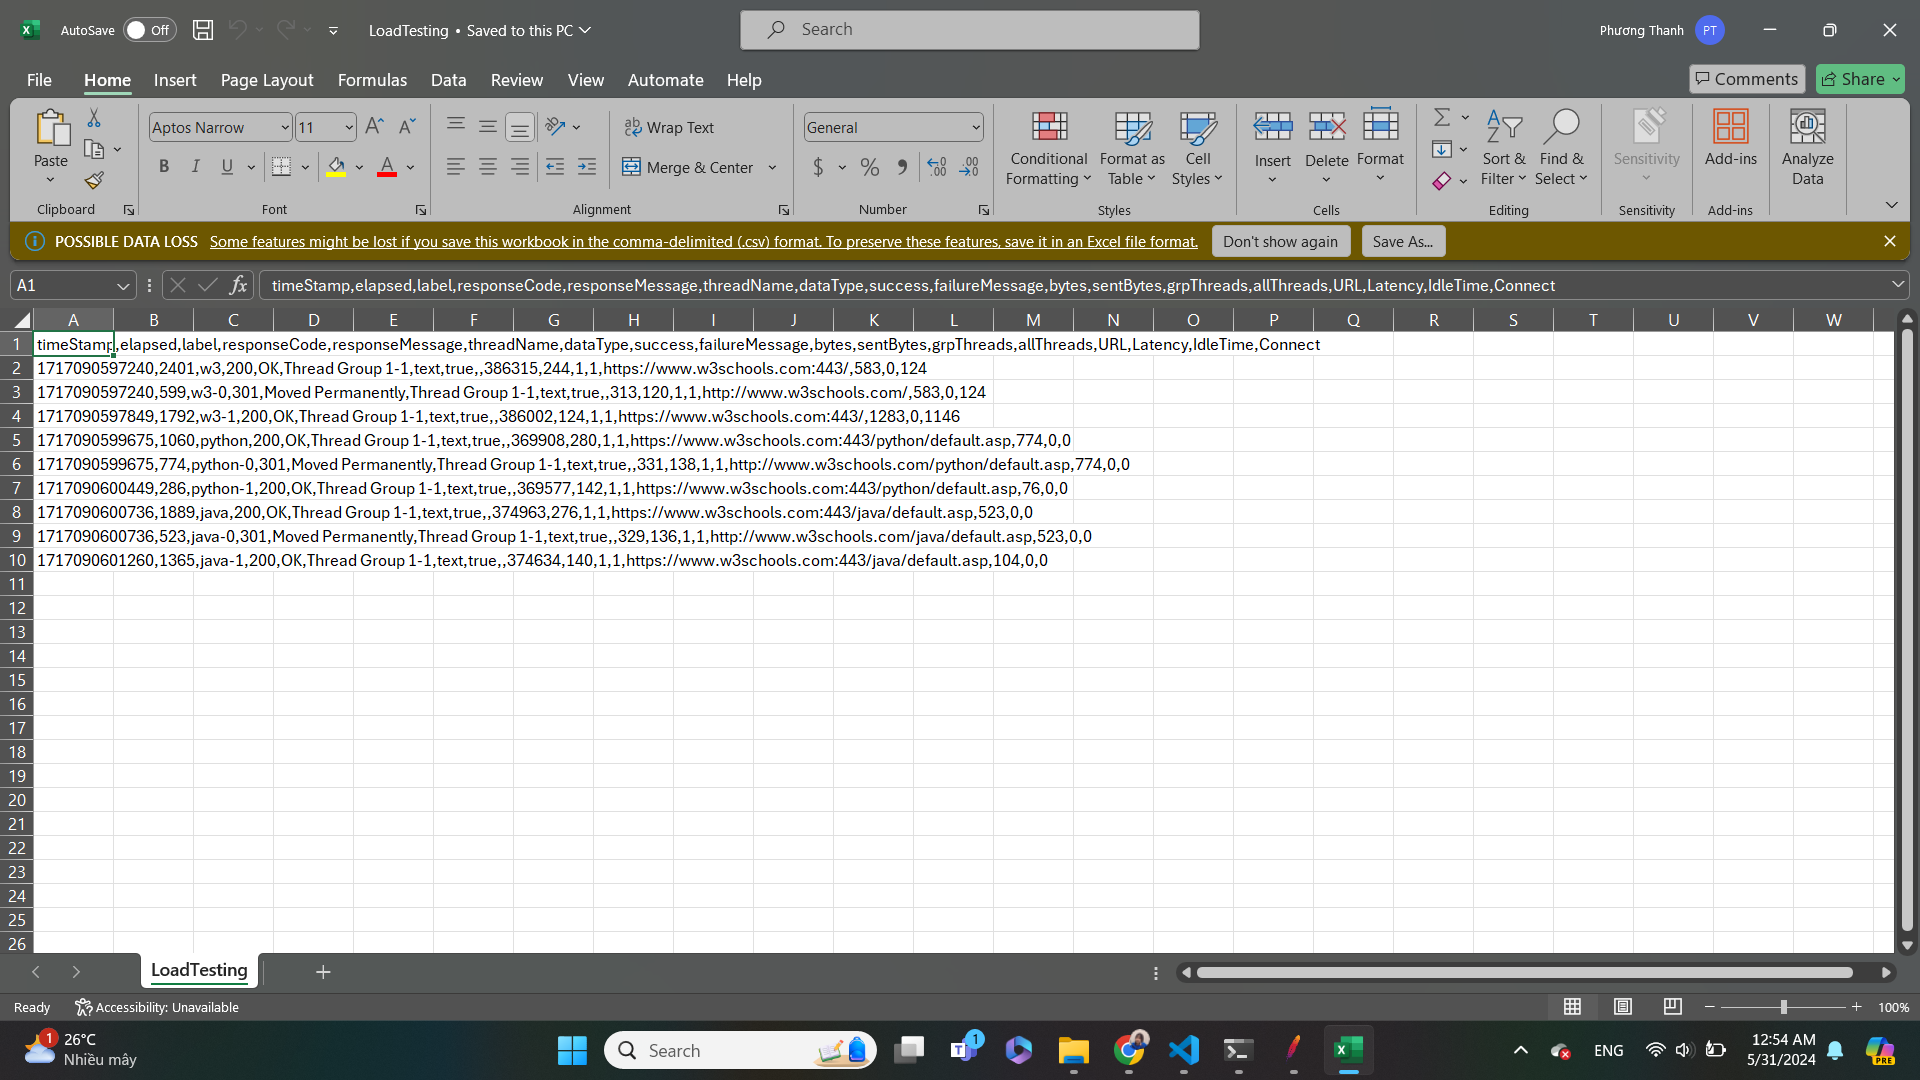 AutoSave Off LoadTesting • Saved to this PC Search Phương Thanh PT
File Home Insert Page Layout Formulas Data Review View Automate Help Comments Share
Paste Aptos Narrow 11 Wrap Text General Conditional Formatting Format as Table Cell Styles Insert Delete Format Sort & Filter Find & Select Sensitivity Add-ins Analyze Data
B I U A Merge & Center $ % 9
Clipboard Font Alignment Number Styles Cells Editing Sensitivity Add-ins
POSSIBLE DATA LOSS Some features might be lost if you save this workbook in the comma-delimited (.csv) format. To preserve these features, save it in an Excel file format. Don't show again Save As...
A1 fx timeStamp,elapsed,label,responseCode,responseMessage,threadName,dataType,success,failureMessage,bytes,sentBytes,grpThreads,allThreads,URL,Latency,IdleTime,Connect
A B C D E F G H I J K L M N O P Q R S T U V W
1 timeStamp,elapsed,label,responseCode,responseMessage,threadName,dataType,success,failureMessage,bytes,sentBytes,grpThreads,allThreads,URL,Latency,IdleTime,Connect
2 1717090597240,2401,w3,200,OK,Thread Group 1-1,text,true,,386315,244,1,1,https://www.w3schools.com:443/,583,0,124
3 1717090597240,599,w3-0,301,Moved Permanently,Thread Group 1-1,text,true,,313,120,1,1,http://www.w3schools.com/,583,0,124
4 1717090597849,1792,w3-1,200,OK,Thread Group 1-1,text,true,,386002,124,1,1,https://www.w3schools.com:443/,1283,0,1146
5 1717090599675,1060,python,200,OK,Thread Group 1-1,text,true,,369908,280,1,1,https://www.w3schools.com:443/python/default.asp,774,0,0
6 1717090599675,774,python-0,301,Moved Permanently,Thread Group 1-1,text,true,,331,138,1,1,http://www.w3schools.com/python/default.asp,774,0,0
7 1717090600449,286,python-1,200,OK,Thread Group 1-1,text,true,,369577,142,1,1,https://www.w3schools.com:443/python/default.asp,76,0,0
8 1717090600736,1889,java,200,OK,Thread Group 1-1,text,true,,374963,276,1,1,https://www.w3schools.com:443/java/default.asp,523,0,0
9 1717090600736,523,java-0,301,Moved Permanently,Thread Group 1-1,text,true,,329,136,1,1,http://www.w3schools.com/java/default.asp,523,0,0
10 1717090601260,1365,java-1,200,OK,Thread Group 1-1,text,true,,374634,140,1,1,https://www.w3schools.com:443/java/default.asp,104,0,0
11
12
13
14
15
16
17
18
19
20
21
22
23
24
25
26
LoadTesting
Ready Accessibility: Unavailable 100%
1 26°C Search 1 ENG 12:54 AM
Nhiều mây 5/31/2024 PRE